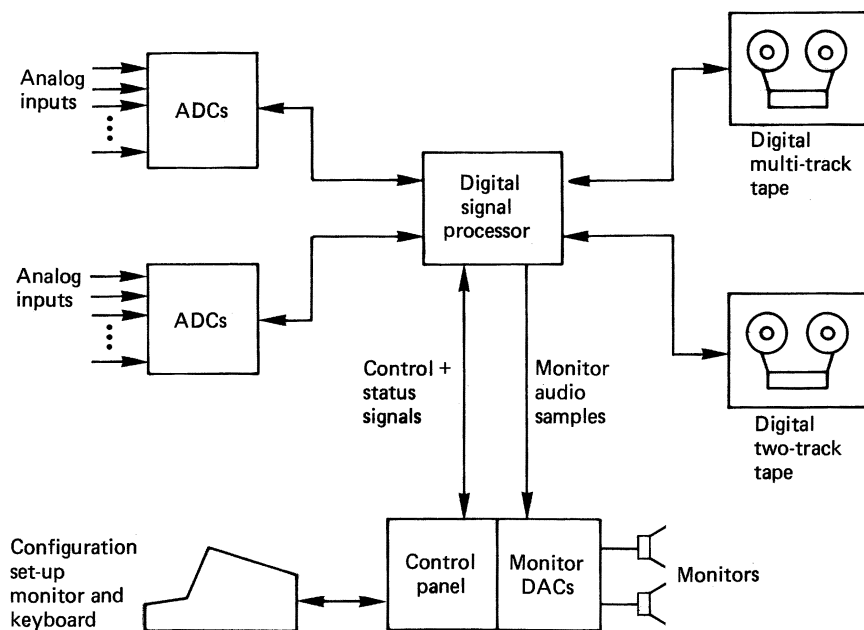 Analog
inputs
ADCs
Digital
signal
processor
Digital
multi-track
tape
Analog
inputs
ADCs
Control +
status
signals
Monitor
audio
samples
Digital
two-track
tape
Configuration
set-up
monitor and
keyboard
Control
panel
Monitor
DACs
Monitors